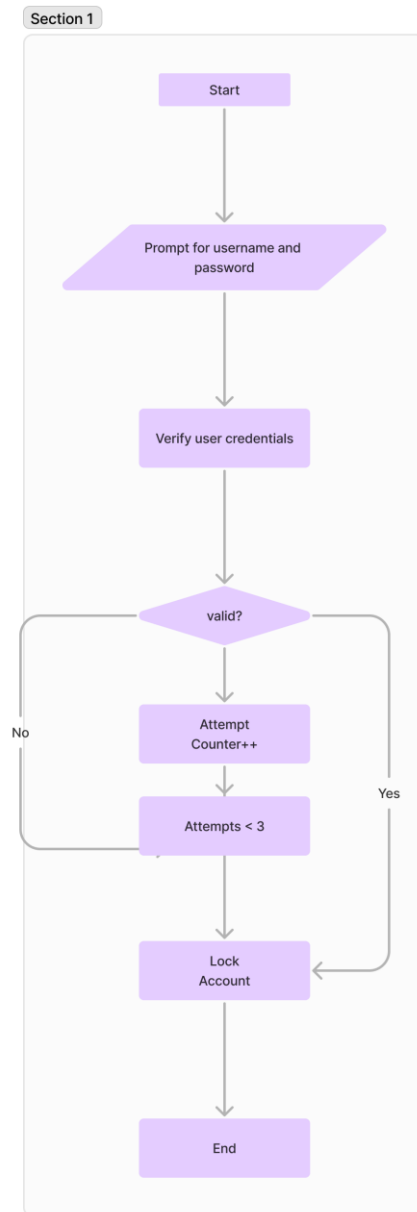 Section 1
Start
Prompt for username and
password
Verify user credentials
valid?
Attempt
Counter++
No
Yes
Attempts < 3
Lock
Account
End